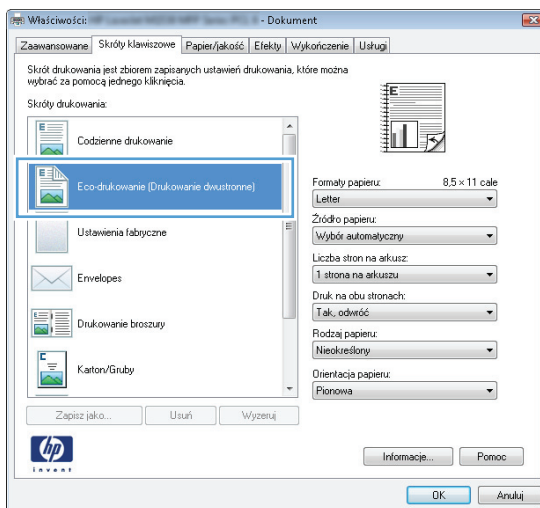 Właściwości: - Dokument
Zaawansowane Skróty klawiszowe Papier/jakość Efekty Wykończenie Usługi
Skrót drukowania jest zbiorem zapisanych ustawień drukowania, które można
wybrać za pomocą jednego kliknięcia.
Skróty drukowania:
Codzienne drukowanie
Eco-drukowanie (Drukowanie dwustronne)
Ustawienia fabryczne
Envelopes
Drukowanie broszury
Karton/Gruby
Formaty papieru: 8,5 × 11 cale
Letter
Źródło papieru:
Wybór automatyczny
Liczba stron na arkusz:
1 strona na arkuszu
Druk na obu stronach:
Tak, odwróć
Rodzaj papieru:
Nieokreślony
Orientacja papieru:
Pionowa
Zapisz jako... Usuń Wyzeruj
hp
invent
Informacje... Pomoc
OK Anuluj